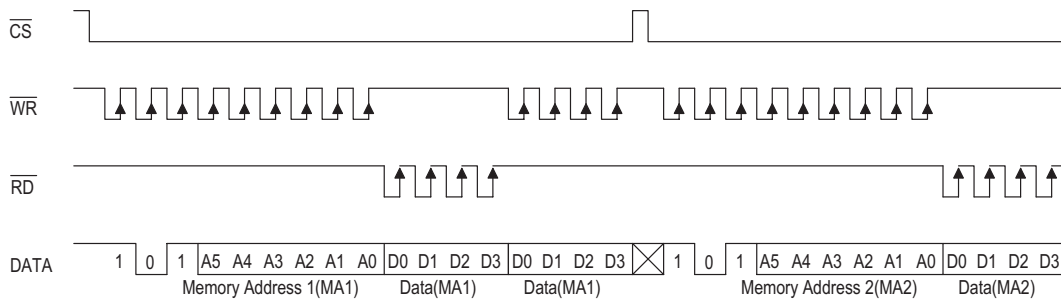 CS
WR
RD
DATA 1 0 1 A5 A4 A3 A2 A1 A0 D0 D1 D2 D3 D0 D1 D2 D3 1 0 1 A5 A4 A3 A2 A1 A0 D0 D1 D2 D3
Memory Address 1(MA1) Data(MA1) Data(MA1) Memory Address 2(MA2) Data(MA2)